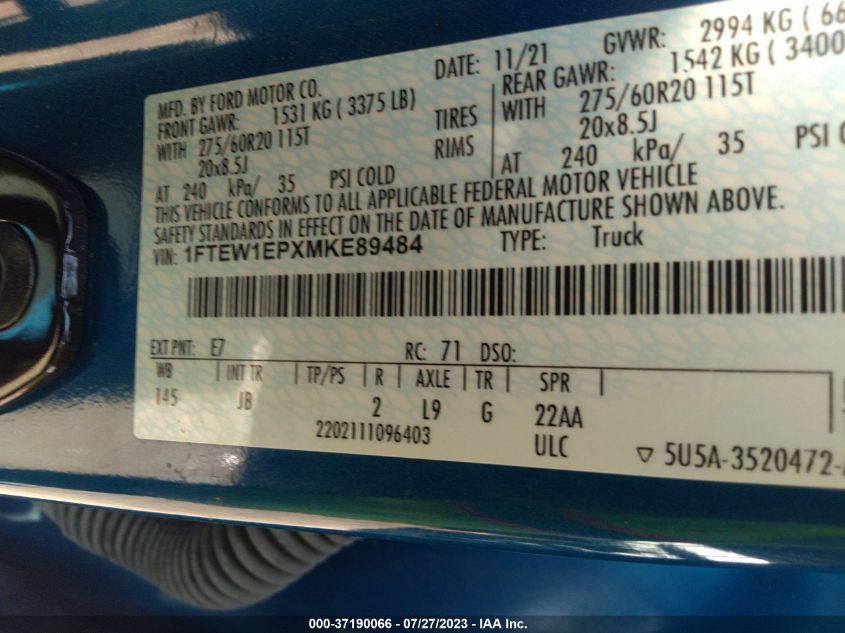 MFD. BY FORD MOTOR CO.
DATE: 11/21 GVWR: 2994 KG ( 66
FRONT GAWR: 1531 KG ( 3375 LB) REAR GAWR: 1542 KG ( 3400
WITH 275/60R20 115T TIRES WITH 275/60R20 115T
20x8.5J RIMS 20x8.5J
AT 240 kPa/ 35 PSI COLD AT 240 kPa/ 35 PSI C
THIS VEHICLE CONFORMS TO ALL APPLICABLE FEDERAL MOTOR VEHICLE
SAFETY STANDARDS IN EFFECT ON THE DATE OF MANUFACTURE SHOWN ABOVE.
VIN: 1FTEW1EPXMKE89484 TYPE: Truck
EXT PNT: E7 RC: 71 DSO:
WB | INT TR | TP/PS | R | AXLE | TR | SPR |
145 JB 2 L9 G 22AA
2202111096403 ULC 5U5A-3520472-
000-37190066 - 07/27/2023 - IAA Inc.